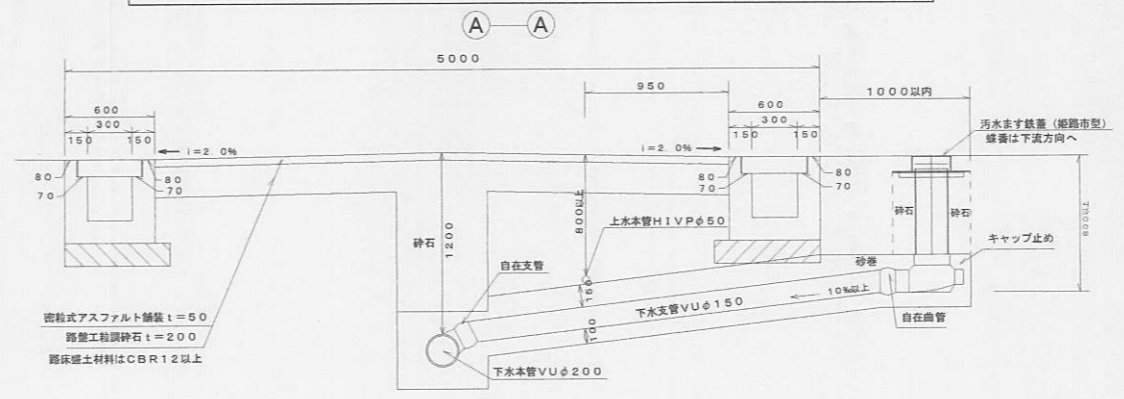 A A
5000
950
1000以内
600
300
150 150
600
300
150 150
汚水ます鉄蓋（姫路市型）
蝶番は下流方向へ
i=2.0%
i=2.0%
80
70
80
70
80
70
80
70
1200
800以上
800以上
砕石
砕石
砕石
上水本管HIVPφ50
キャップ止め
自在支管
砂巻
150
10‰以上
下水支管VUφ150
自在曲管
100
密粒式アスファルト舗装t=50
路盤工粒調砕石t=200
路床盛土材料はCBR12以上
下水本管VUφ200